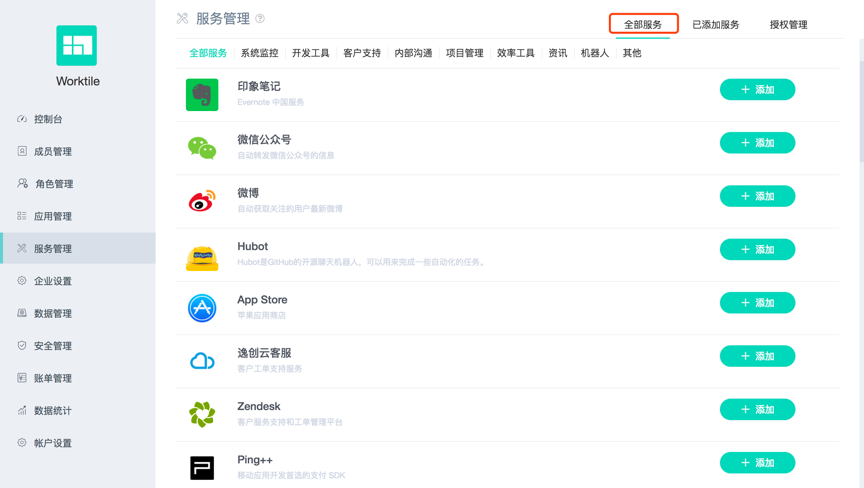 服务管理 ?
全部服务 已添加服务 授权管理
Worktile
控制台
成员管理
角色管理
应用管理
服务管理
企业设置
数据管理
安全管理
账单管理
数据统计
帐户设置
全部服务 系统监控 开发工具 客户支持 内部沟通 项目管理 效率工具 资讯 机器人 其他
印象笔记
Evernote 中国服务
+ 添加
微信公众号
自动转发微信公众号的信息
+ 添加
微博
自动获取关注的用户最新微博
+ 添加
Hubot
Hubot是GitHub的开源聊天机器人，可以用来完成一些自动化的任务。
+ 添加
App Store
苹果应用商店
+ 添加
逸创云客服
客户工单支持服务
+ 添加
Zendesk
客户服务支持和工单管理平台
+ 添加
Ping++
移动应用开发首选的支付 SDK
+ 添加